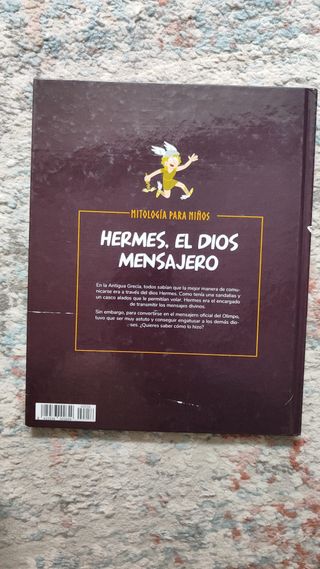 MITOLOGÍA PARA NIÑOS
HERMES, EL DIOS
MENSAJERO
En la Antigua Grecia, todos sabían que la mejor manera de comu-
nicarse era a través del dios Hermes. Como tenía una sandalias y
un casco alados que le permitían volar, Hermes era el encargado
de transmitir los mensajes divinos.
Sin embargo, para convertirse en el mensajero oficial del Olimpo,
tuvo que ser muy astuto y conseguir engatusar a los demás dio-
ses. ¿Quieres saber cómo lo hizo?